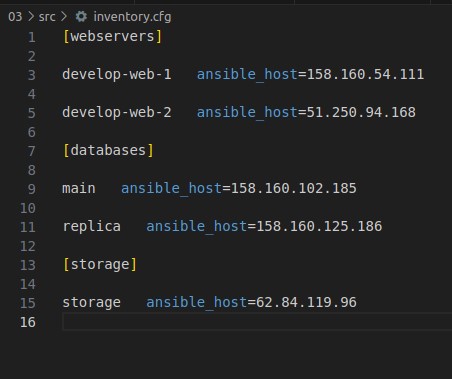 03 > src > inventory.cfg
1 [webservers]
2
3 develop-web-1   ansible_host=158.160.54.111
4
5 develop-web-2   ansible_host=51.250.94.168
6
7 [databases]
8
9 main   ansible_host=158.160.102.185
10
11 replica   ansible_host=158.160.125.186
12
13 [storage]
14
15 storage   ansible_host=62.84.119.96
16